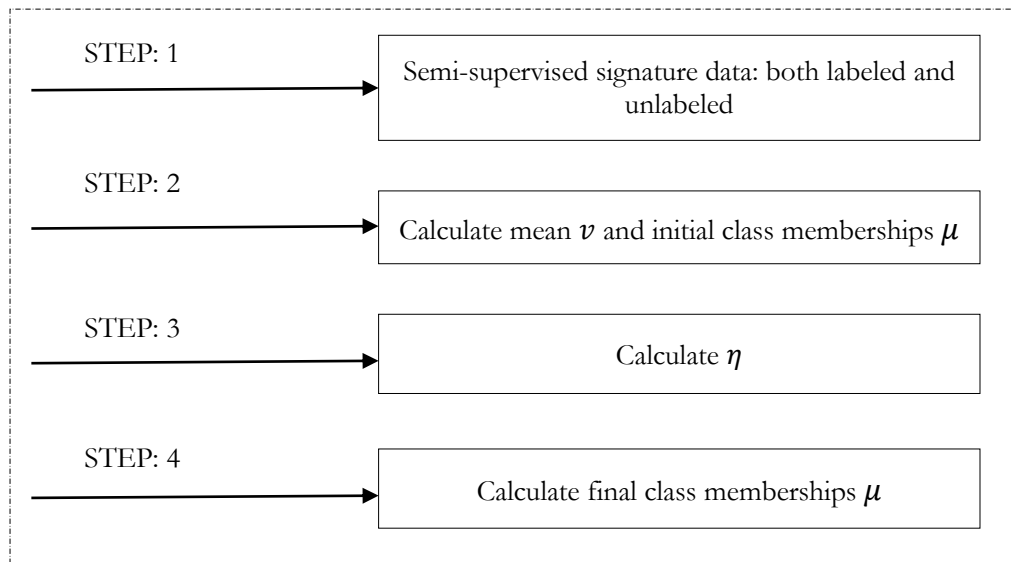 STEP: 1
Semi-supervised signature data: both labeled and
unlabeled
STEP: 2
Calculate mean 𝑣 and initial class memberships 𝜇
STEP: 3
Calculate 𝜂
STEP: 4
Calculate final class memberships 𝜇